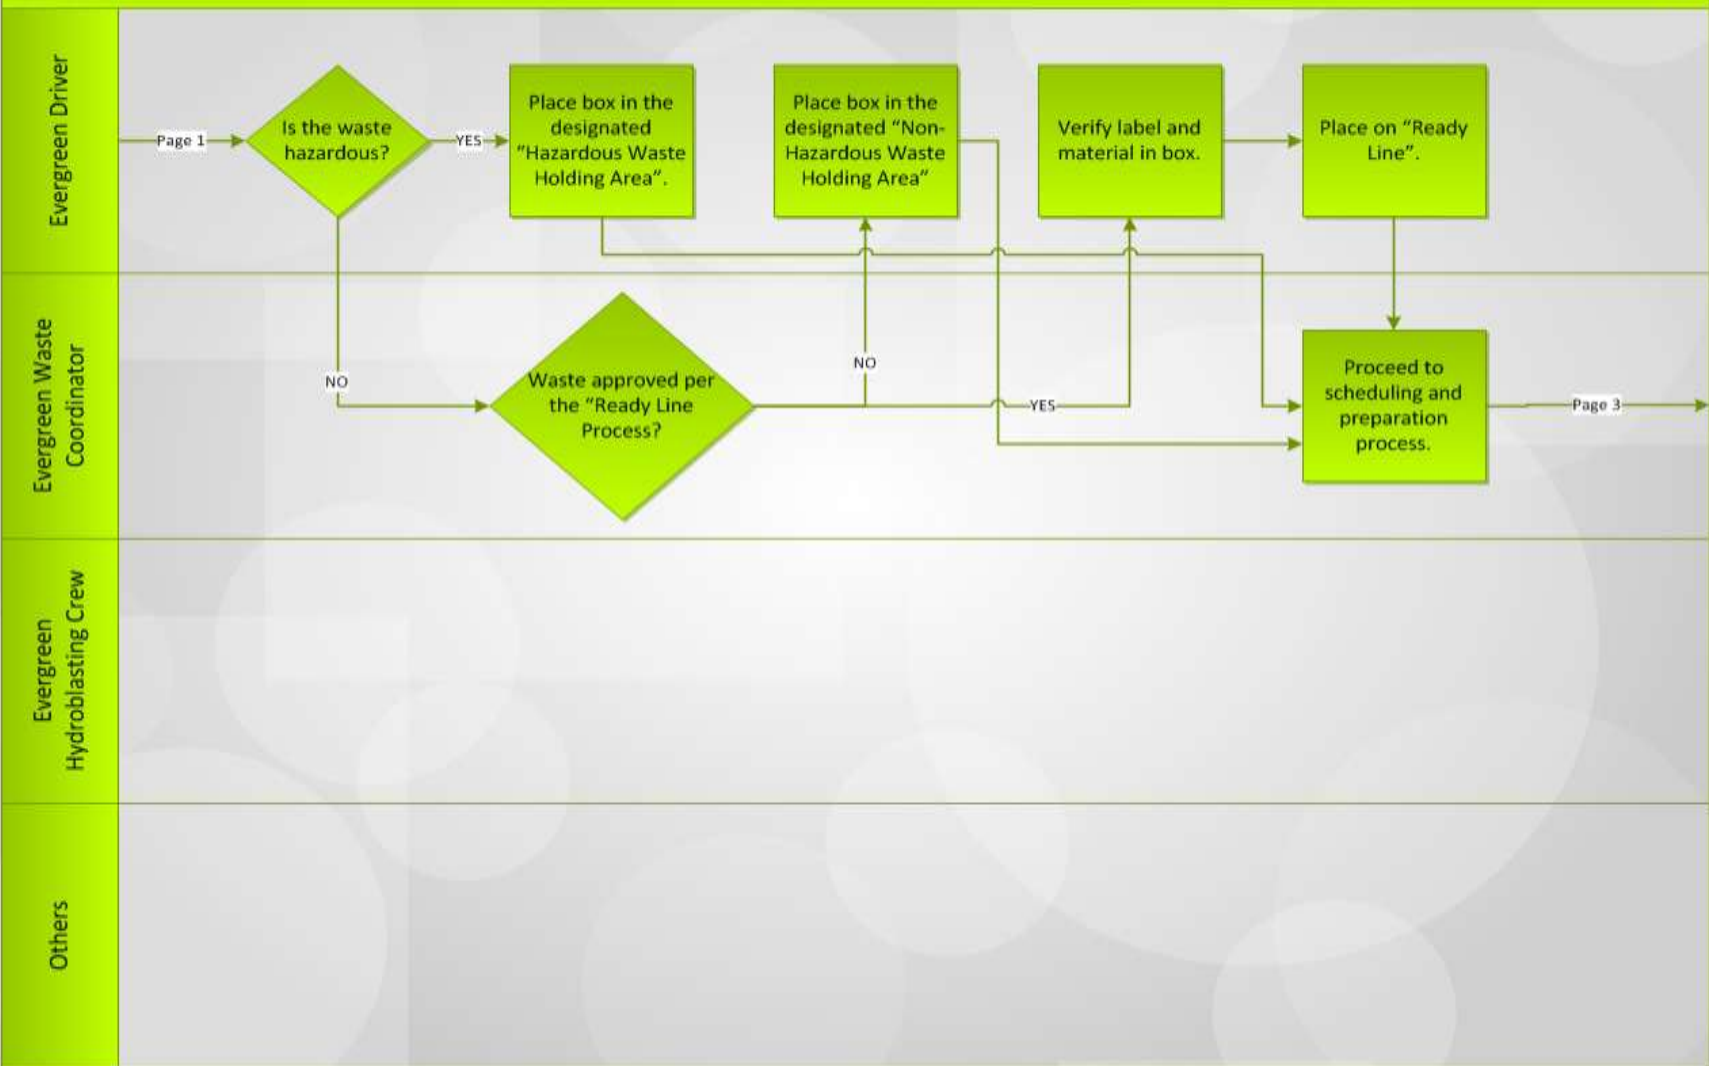 Evergreen Driver
Page 1
Is the waste
hazardous?
YES
Place box in the
designated
"Hazardous Waste
Holding Area".
Place box in the
designated “Non-
Hazardous Waste
Holding Area”
Verify label and
material in box.
Place on “Ready
Line”.
Evergreen Waste
Coordinator
NO
Waste approved per
the “Ready Line
Process?
NO
YES
Proceed to
scheduling and
preparation
process.
Page 3
Evergreen
Hydroblasting Crew
Others